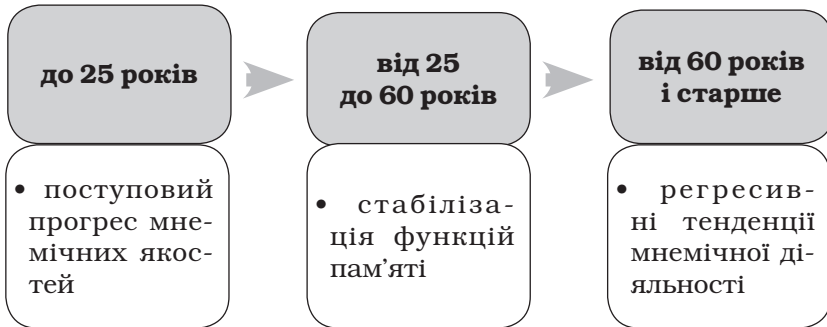 до 25 років
від 25
до 60 років
від 60 років
і старше
• поступовий
прогрес мне-
мічних якос-
тей
• стабіліза-
ція функцій
пам’яті
• регресив-
ні тенденції
мнемічної ді-
яльності